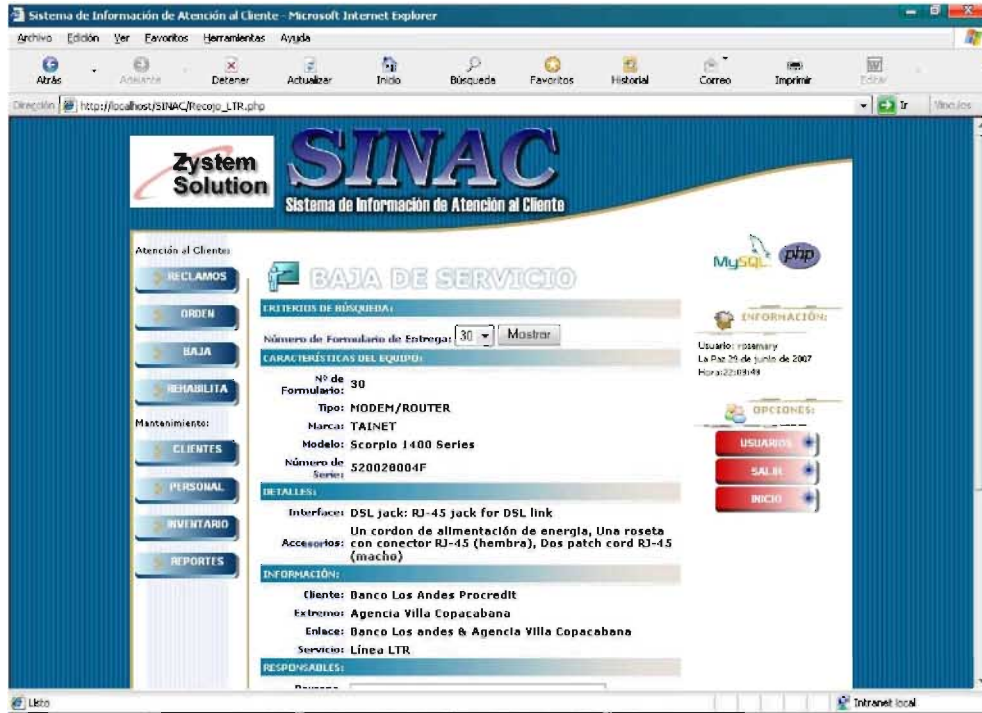 Sistema de Información de Atención al Cliente - Microsoft Internet Explorer
Archivo Edición Ver Favoritos Herramientas Ayuda
Atrás Adelante Detener Actualizar Inicio Búsqueda Favoritos Historial Correo Imprimir Editar
Dirección http://localhost/SINAC/Recojo_LTR.php Ir Vínculos
Zystem Solution
SINAC
Sistema de Información de Atención al Cliente
MySQL php
Atención al Cliente:
RECLAMOS
ORDEN
BAJA
REHABILITA
Mantenimiento:
CLIENTES
PERSONAL
INVENTARIO
REPORTES
BAJA DE SERVICIO
CRITERIOS DE BÚSQUEDA:
Número de Formulario de Entrega: 30 Mostrar
CARACTERÍSTICAS DEL EQUIPO:
Nº de Formulario: 30
Tipo: MODEM/ROUTER
Marca: TAINET
Modelo: Scorpio 1400 Series
Número de Serie: 520028004F
DETALLES:
Interface: DSL jack: RJ-45 jack for DSL link
Accesorios: Un cordon de alimentación de energia, Una roseta
con conector RJ-45 (hembra), Dos patch cord RJ-45
(macho)
INFORMACIÓN:
Cliente: Banco Los Andes Procredit
Extremo: Agencia Villa Copacabana
Enlace: Banco Los andes & Agencia Villa Copacabana
Servicio: Línea LTR
RESPONSABLES:
INFORMACIÓN:
Usuario: rosemary
La Paz 29 de junio de 2007
Hora:22:09:49
OPCIONES:
USUARIOS
SALIR
INICIO
Listo
Intranet local